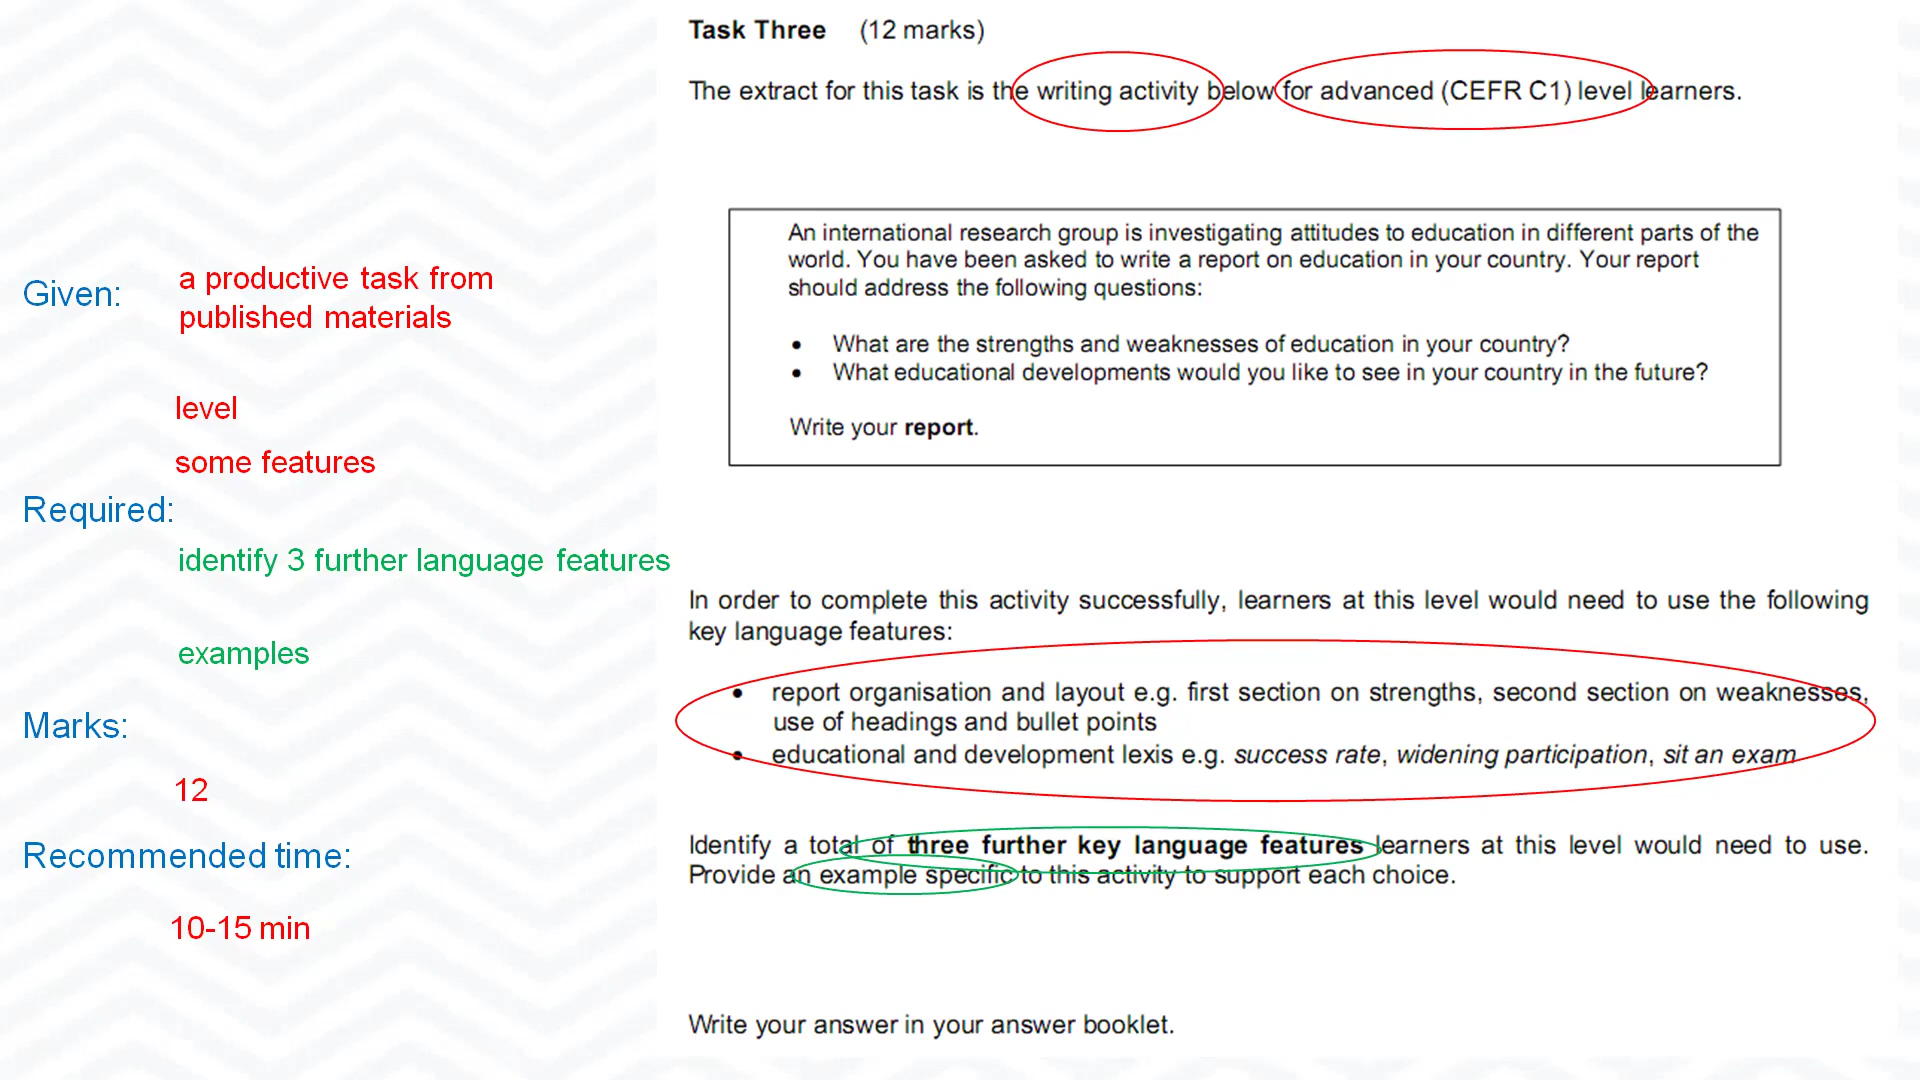 Given:
a productive task from
published materials
level
some features
Required:
identify 3 further language features
examples
Marks:
12
Recommended time:
10-15 min
Task Three (12 marks)
The extract for this task is the writing activity below for advanced (CEFR C1) level learners.
An international research group is investigating attitudes to education in different parts of the
world. You have been asked to write a report on education in your country. Your report
should address the following questions:
• What are the strengths and weaknesses of education in your country?
• What educational developments would you like to see in your country in the future?
Write your report.
In order to complete this activity successfully, learners at this level would need to use the following
key language features:
• report organisation and layout e.g. first section on strengths, second section on weaknesses,
use of headings and bullet points
• educational and development lexis e.g. success rate, widening participation, sit an exam
Identify a total of three further key language features learners at this level would need to use.
Provide an example specific to this activity to support each choice.
Write your answer in your answer booklet.